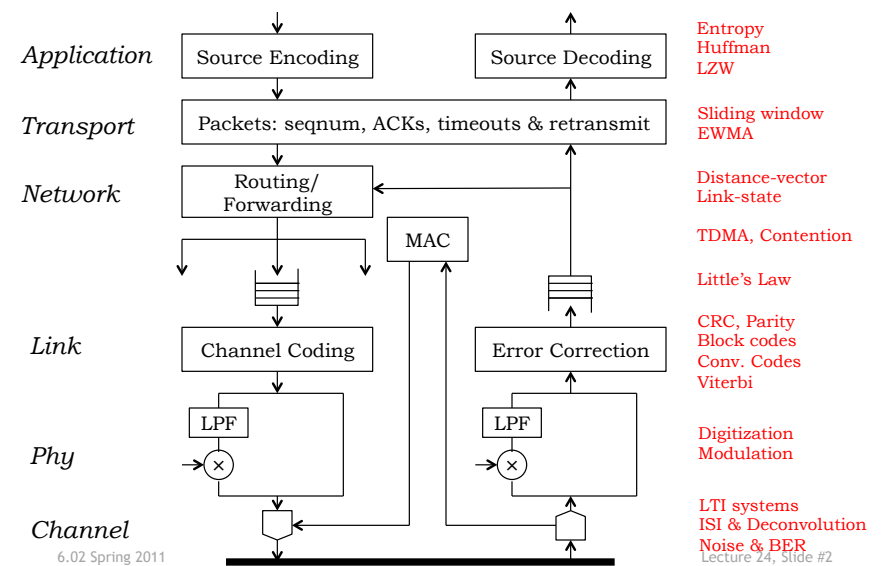 Application
Source Encoding
Source Decoding
Entropy
Huffman
LZW
Transport
Packets: seqnum, ACKs, timeouts & retransmit
Sliding window
EWMA
Network
Routing/
Forwarding
Distance-vector
Link-state
MAC
TDMA, Contention
Little's Law
Link
Channel Coding
Error Correction
CRC, Parity
Block codes
Conv. Codes
Viterbi
Phy
LPF
×
LPF
×
Digitization
Modulation
Channel
LTI systems
ISI & Deconvolution
Noise & BER
6.02 Spring 2011
Lecture 24, Slide #2